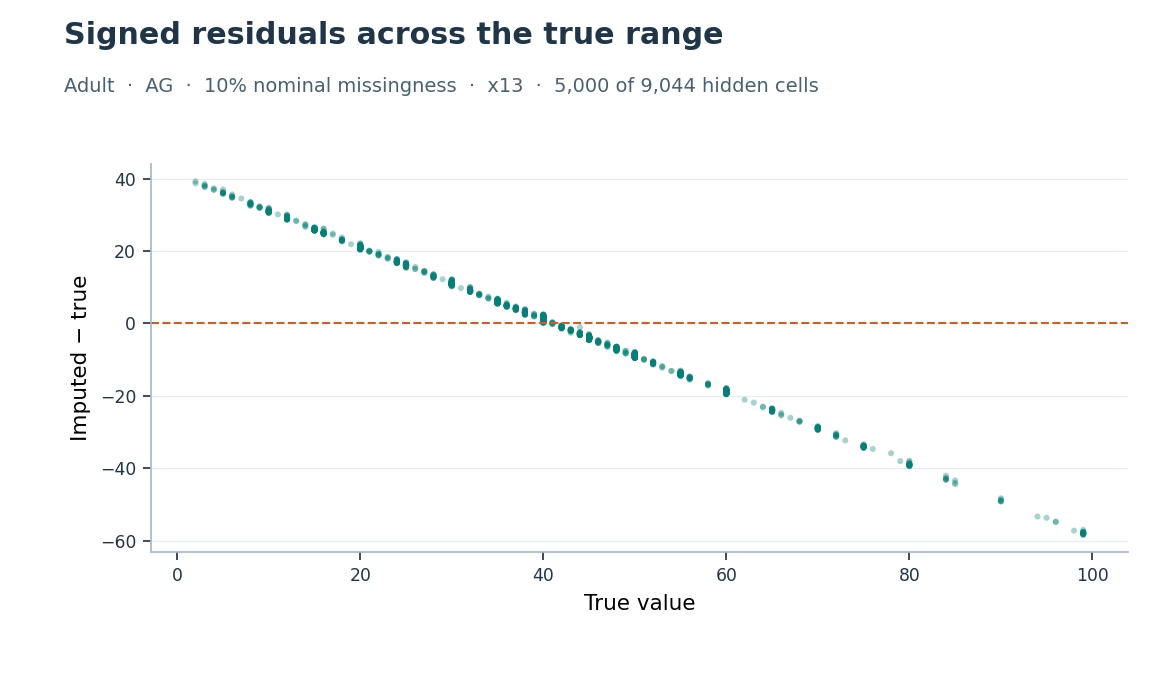 Signed residuals across the true range
Adult · AG · 10% nominal missingness · x13 · 5,000 of 9,044 hidden cells
Imputed − true
40
20
0
−20
−40
−60
0 20 40 60 80 100
True value